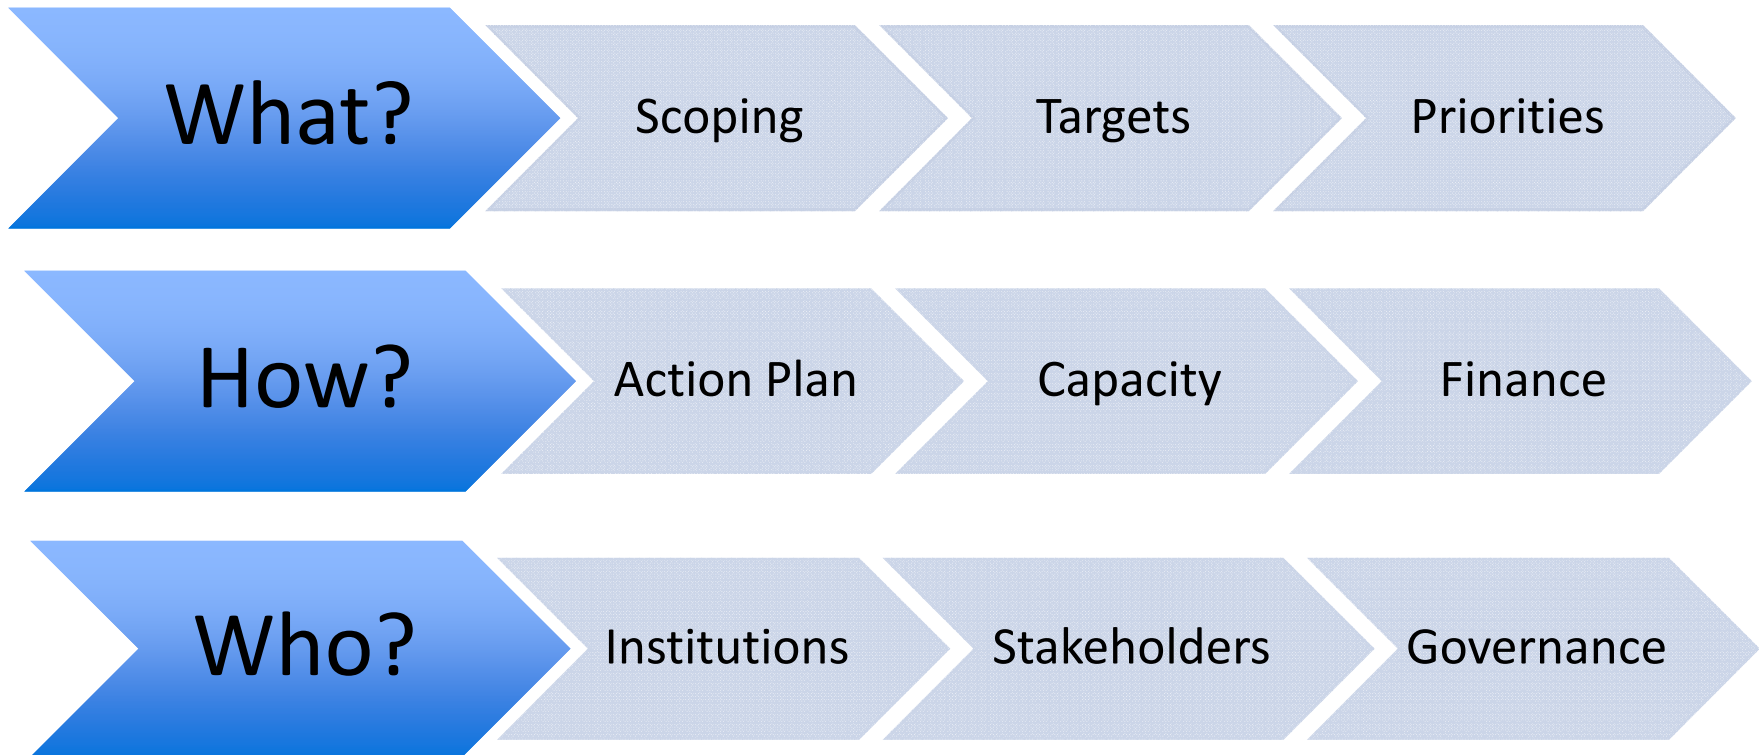 What?
Scoping
Targets
Priorities
How?
Action Plan
Capacity
Finance
Who?
Institutions
Stakeholders
Governance